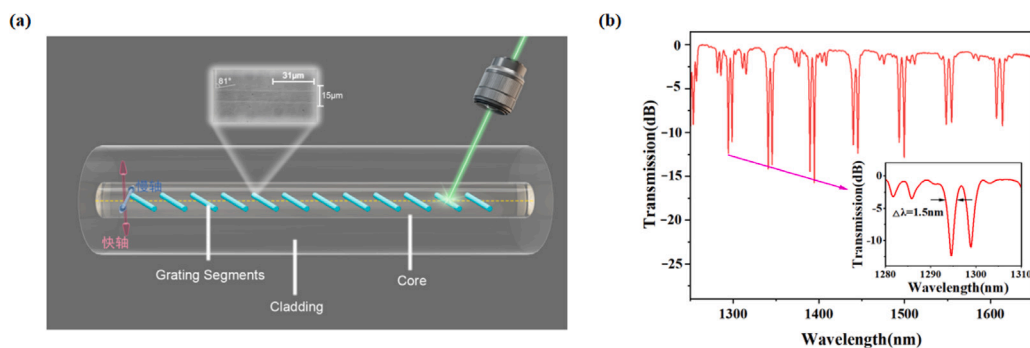 (a)
81°
31μm
15μm
慢轴
快轴
Grating Segments
Cladding
Core
(b)
Transmission(dB)
0
−5
−10
−15
−20
−25
1300
1400
1500
1600
Wavelength(nm)
Transmission(dB)
0
-5
-10
△λ=1.5nm
1280
1290
1300
1310
Wavelength(nm)